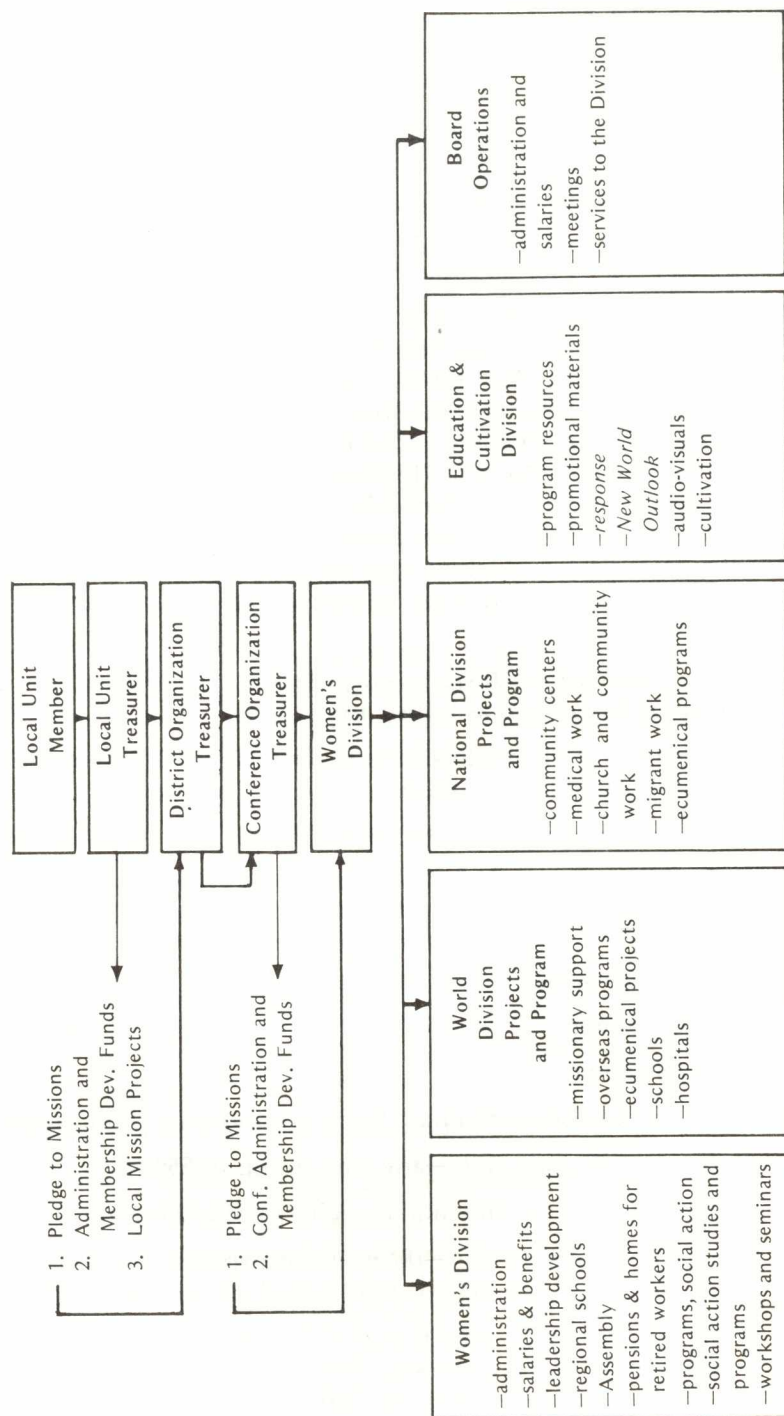 Local Unit
Member
Local Unit
Treasurer
District Organization
Treasurer
Conference Organization
Treasurer
Women's
Division
1. Pledge to Missions
2. Administration and
Membership Dev. Funds
3. Local Mission Projects
1. Pledge to Missions
2. Conf. Administration and
Membership Dev. Funds
Women's Division
—administration
—salaries & benefits
—leadership development
—regional schools
—Assembly
—pensions & homes for
retired workers
—programs, social action
—social action studies and
programs
—workshops and seminars
World
Division
Projects
and Program
—missionary support
—overseas programs
—ecumenical projects
—schools
—hospitals
National Division
Projects
and Program
—community centers
—medical work
—church and community
work
—migrant work
—ecumenical programs
Education &
Cultivation
Division
—program resources
—promotional materials
—response
—New World
Outlook
—audio-visuals
—cultivation
Board
Operations
—administration and
salaries
—meetings
—services to the Division